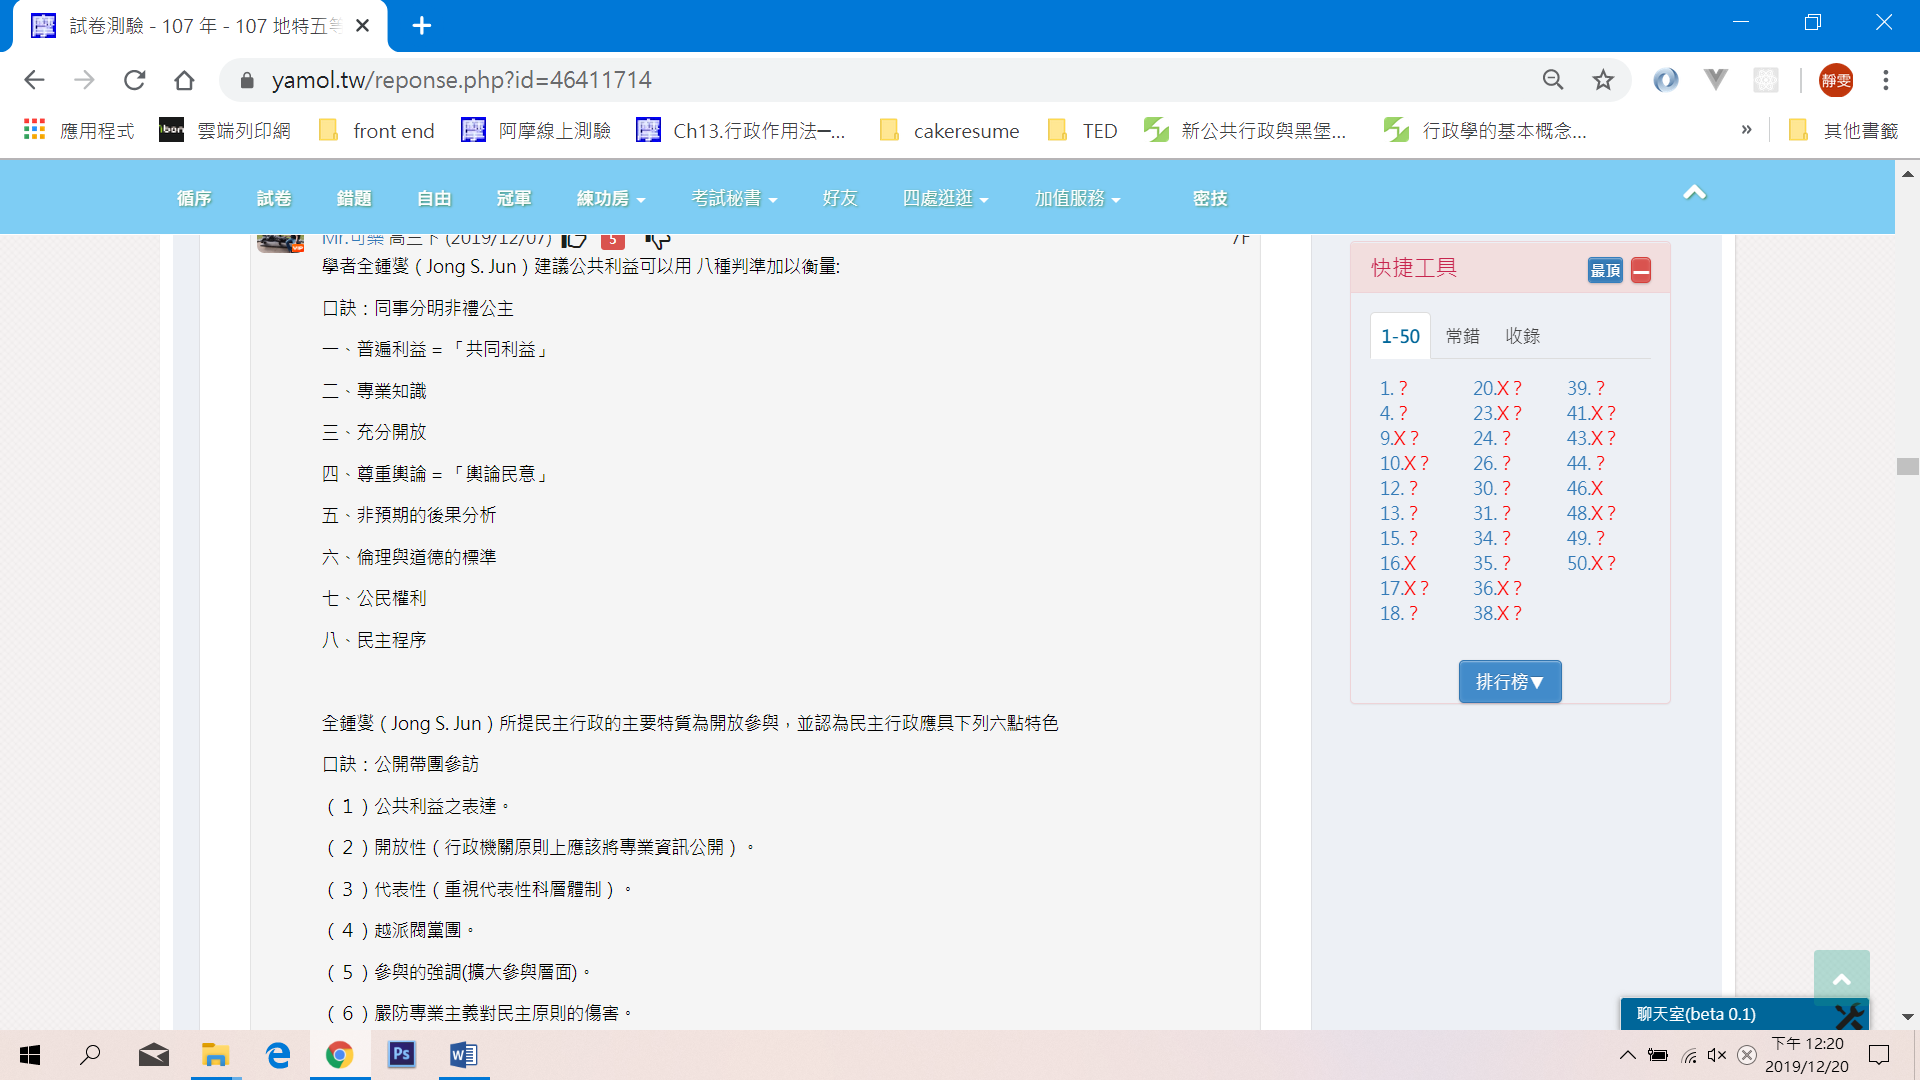 試卷測驗 - 107 年 - 107 地特五等
yamol.tw/reponse.php?id=46411714
靜雯
應用程式
ibon
雲端列印網
front end
摩
阿摩線上測驗
摩
Ch13.行政作用法─...
cakeresume
TED
新公共行政與黑堡...
行政學的基本概念...
»
其他書籤
循序 試卷 錯題 自由 冠軍 練功房 考試秘書 好友 四處逛逛 加值服務 密技
Mr.可樂 高三下 (2019/12/07) 5 7F
學者全鍾燮（Jong S. Jun）建議公共利益可以用 八種判準加以衡量:
口訣：同事分明非禮公主
一、普遍利益 = 「共同利益」
二、專業知識
三、充分開放
四、尊重輿論 = 「輿論民意」
五、非預期的後果分析
六、倫理與道德的標準
七、公民權利
八、民主程序
全鍾燮（Jong S. Jun）所提民主行政的主要特質為開放參與，並認為民主行政應具下列六點特色
口訣：公開帶團參訪
（1）公共利益之表達。
（2）開放性（行政機關原則上應該將專業資訊公開）。
（3）代表性（重視代表性科層體制）。
（4）越派閥黨團。
（5）參與的強調(擴大參與層面)。
（6）嚴防專業主義對民主原則的傷害。
快捷工具 最頂
1-50 常錯 收錄
1. ? 20.X ? 39. ?
4. ? 23.X ? 41.X ?
9.X ? 24. ? 43.X ?
10.X ? 26. ? 44. ?
12. ? 30. ? 46.X
13. ? 31. ? 48.X ?
15. ? 34. ? 49. ?
16.X 35. ? 50.X ?
17.X ? 36.X ?
18. ? 38.X ?
排行榜▼
聊天室(beta 0.1)
Ps
下午 12:20
2019/12/20